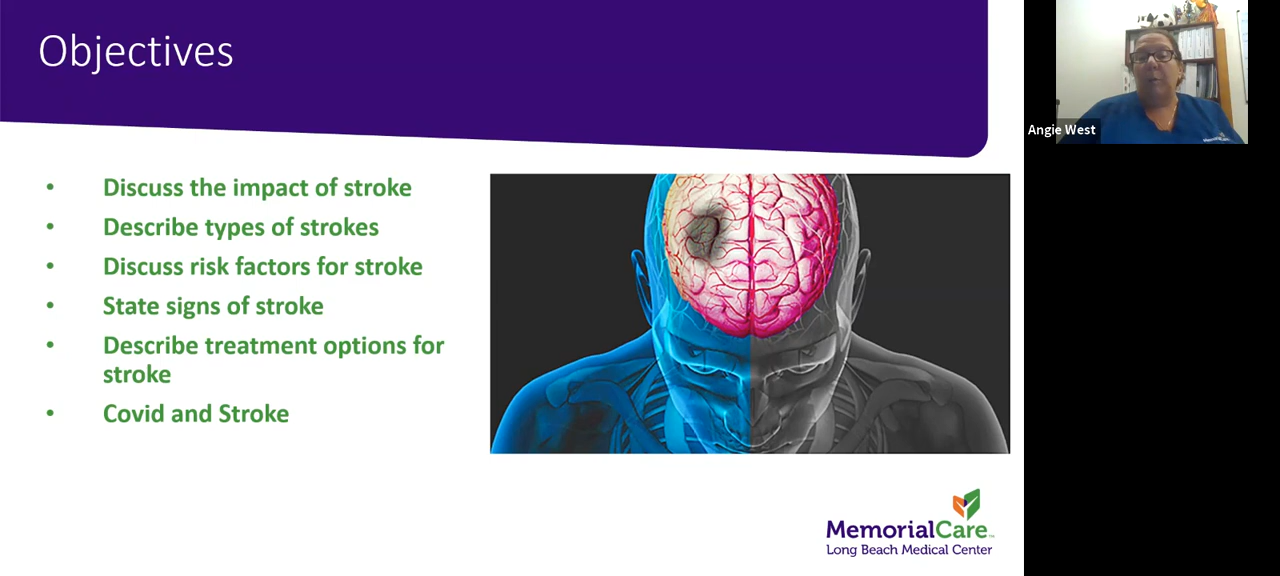 Objectives
• Discuss the impact of stroke
• Describe types of strokes
• Discuss risk factors for stroke
• State signs of stroke
• Describe treatment options for
stroke
• Covid and Stroke
MemorialCare™
Long Beach Medical Center
Angie West
MemorialCare